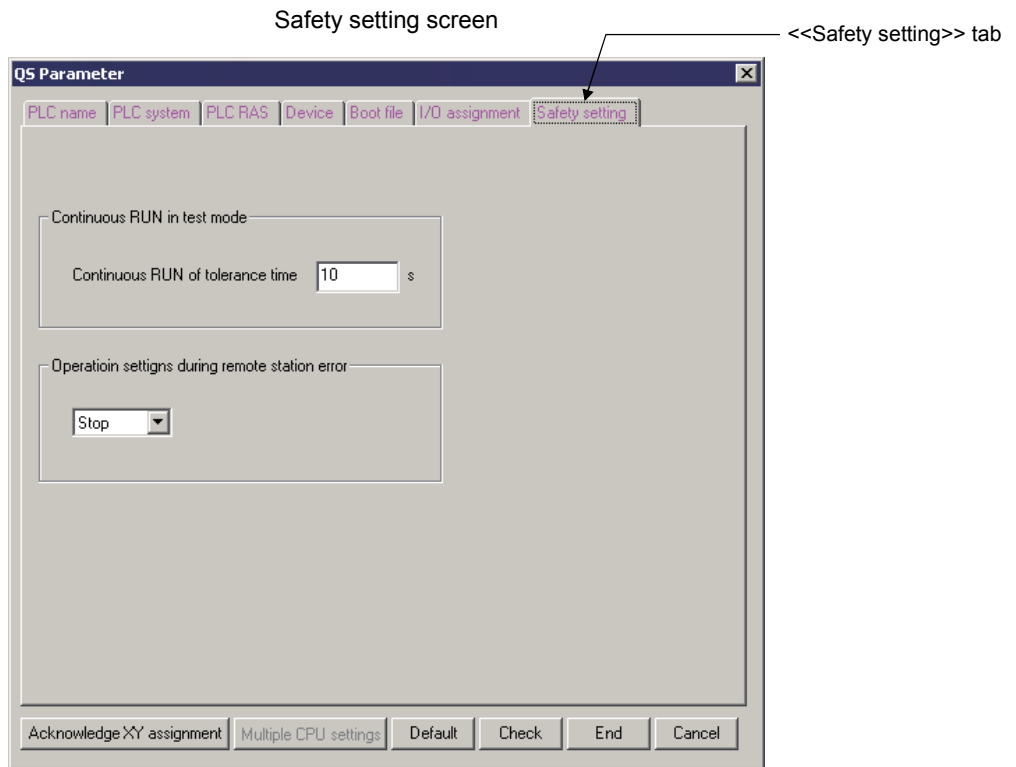 Safety setting screen
<<Safety setting>> tab
QS Parameter
PLC name PLC system PLC RAS Device Boot file I/O assignment Safety setting
Continuous RUN in test mode
Continuous RUN of tolerance time 10 s
Operatioin settigns during remote station error
Stop
Acknowledge XY assignment Multiple CPU settings Default Check End Cancel